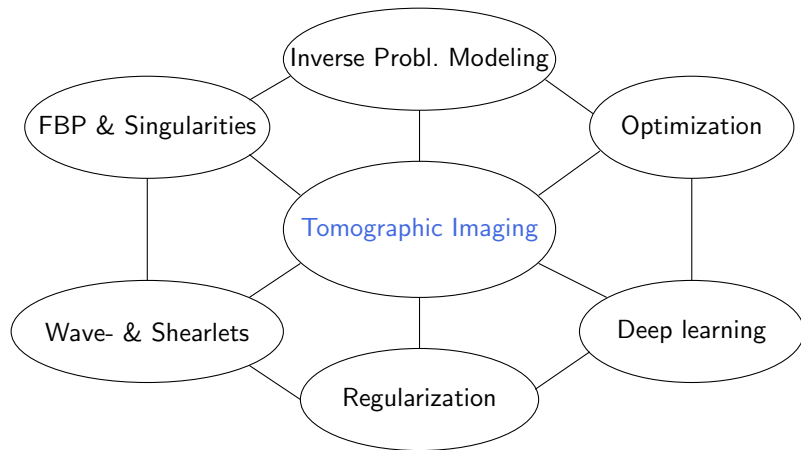 Inverse Probl. Modeling
FBP & Singularities
Optimization
Tomographic Imaging
Wave- & Shearlets
Deep learning
Regularization